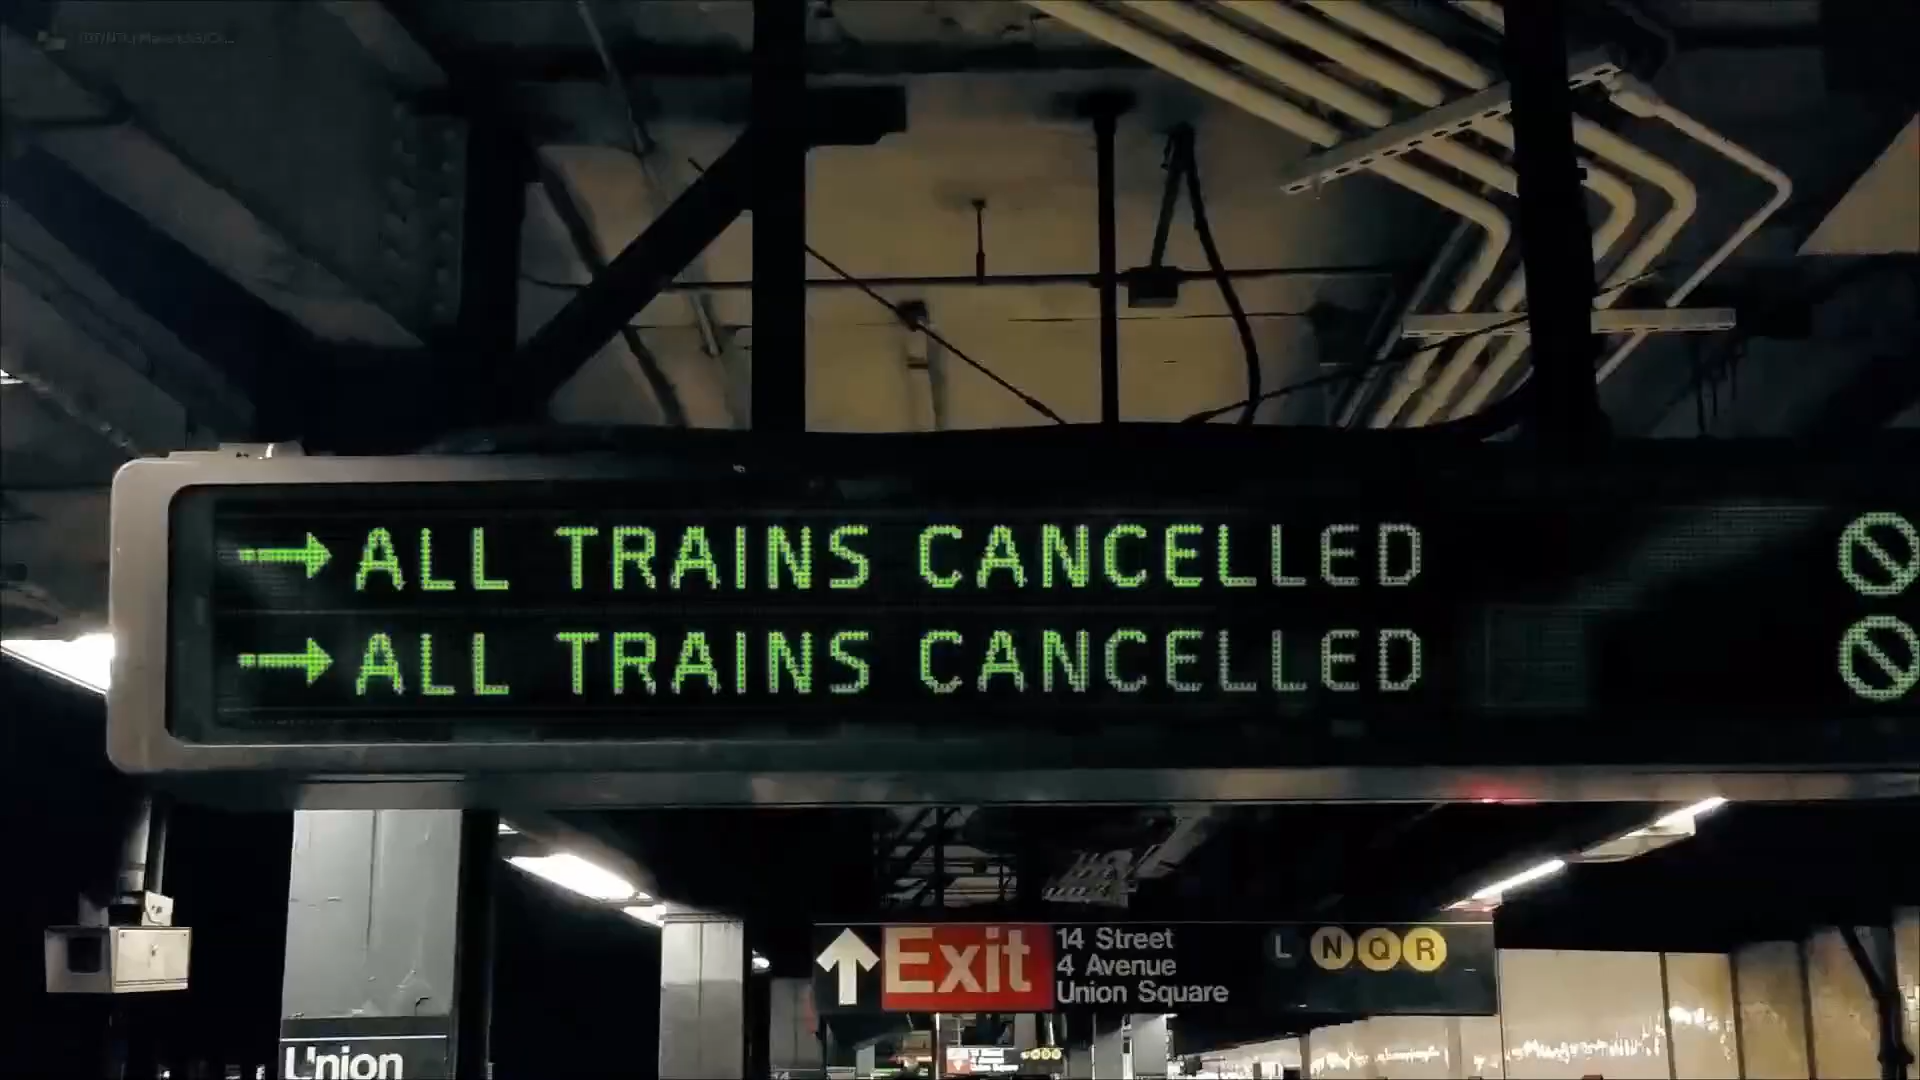 → ALL TRAINS CANCELLED
→ ALL TRAINS CANCELLED
↑ Exit
14 Street
4 Avenue
Union Square
L N Q R
Union